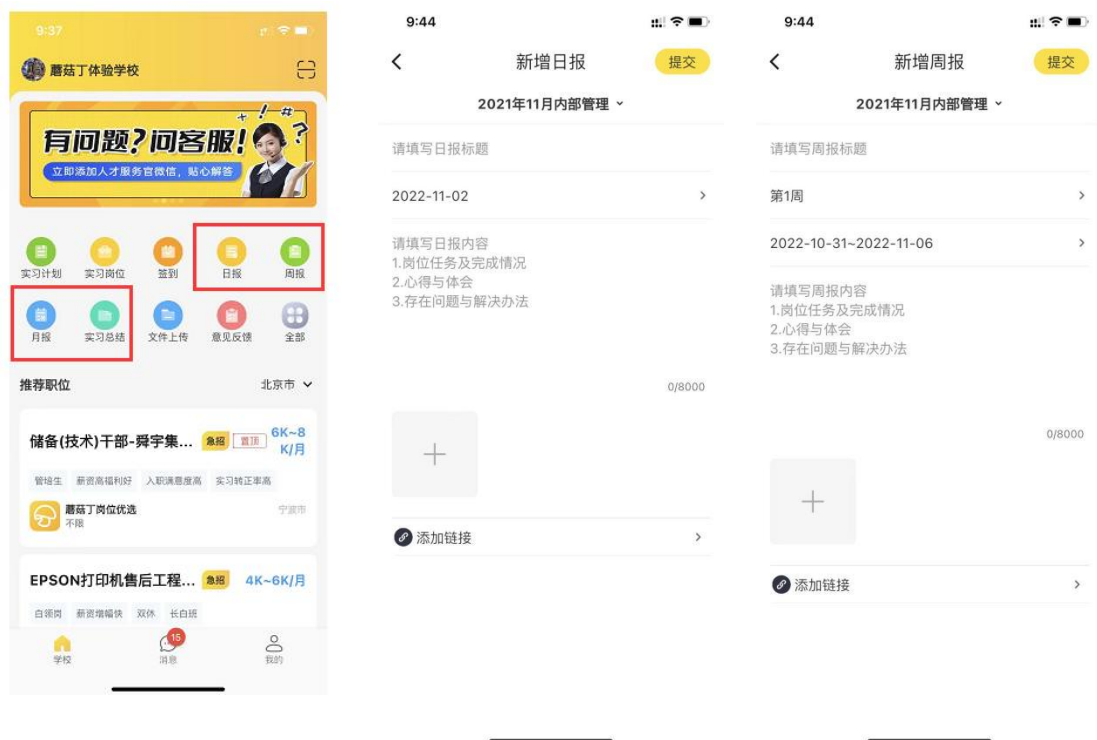 9:37
蘑菇丁体验学校
有问题?问客服!
立即添加人才服务官微信，贴心解答
实习计划 实习岗位 签到 日报 周报
月报 实习总结 文件上传 意见反馈 全部
推荐职位 北京市
储备(技术)干部-舜宇集... 急招 置顶 6K~8
K/月
管培生 薪资高福利好 入职满意度高 实习转正率高
蘑菇丁岗位优选 宁波市
不限
EPSON打印机售后工程... 急招 4K~6K/月
白领岗 薪资增幅快 双休 长白班
15
学校 消息 我的
9:44
新增日报 提交
2021年11月内部管理
请填写日报标题
2022-11-02
请填写日报内容
1.岗位任务及完成情况
2.心得与体会
3.存在问题与解决办法
0/8000
添加链接
9:44
新增周报 提交
2021年11月内部管理
请填写周报标题
第1周
2022-10-31~2022-11-06
请填写周报内容
1.岗位任务及完成情况
2.心得与体会
3.存在问题与解决办法
0/8000
添加链接